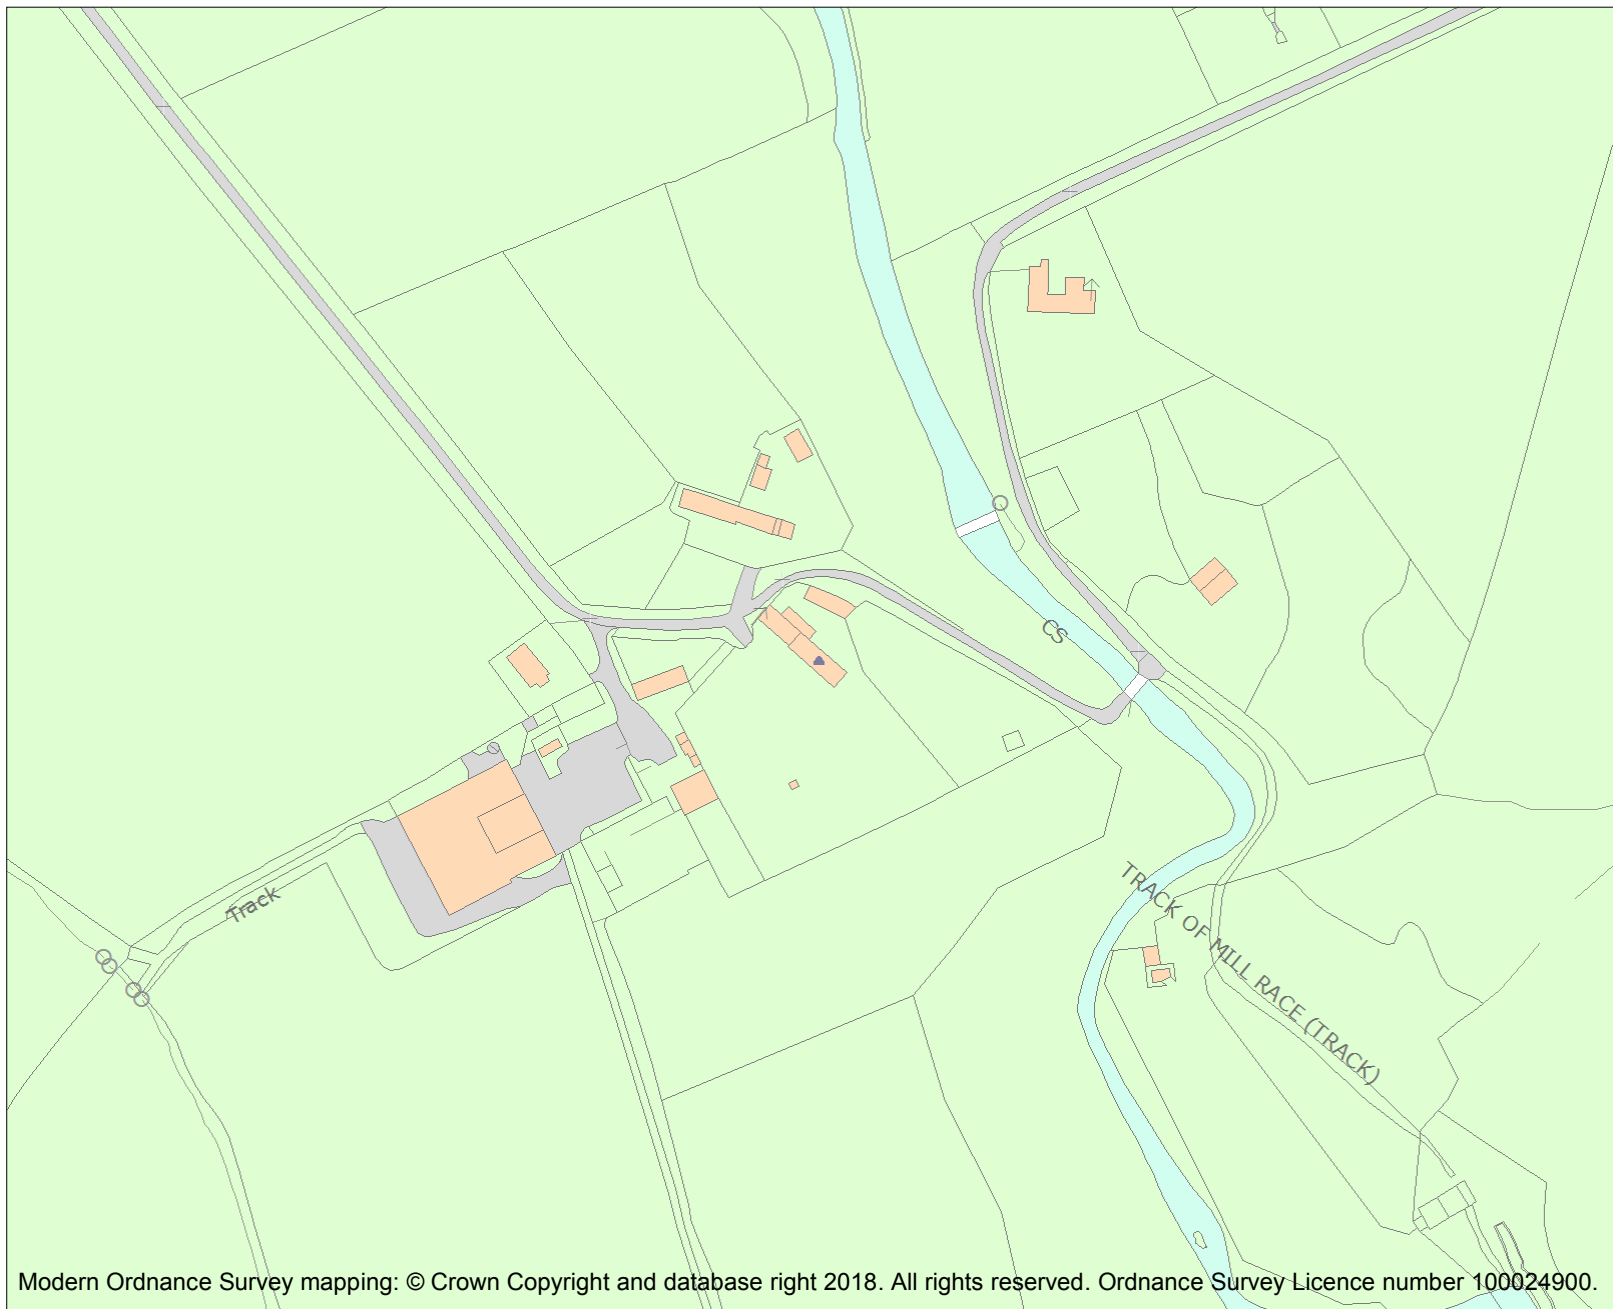 CS
Track
TRACK OF MILL RACE (TRACK)
Modern Ordnance Survey mapping: © Crown Copyright and database right 2018. All rights reserved. Ordnance Survey Licence number 100024900.